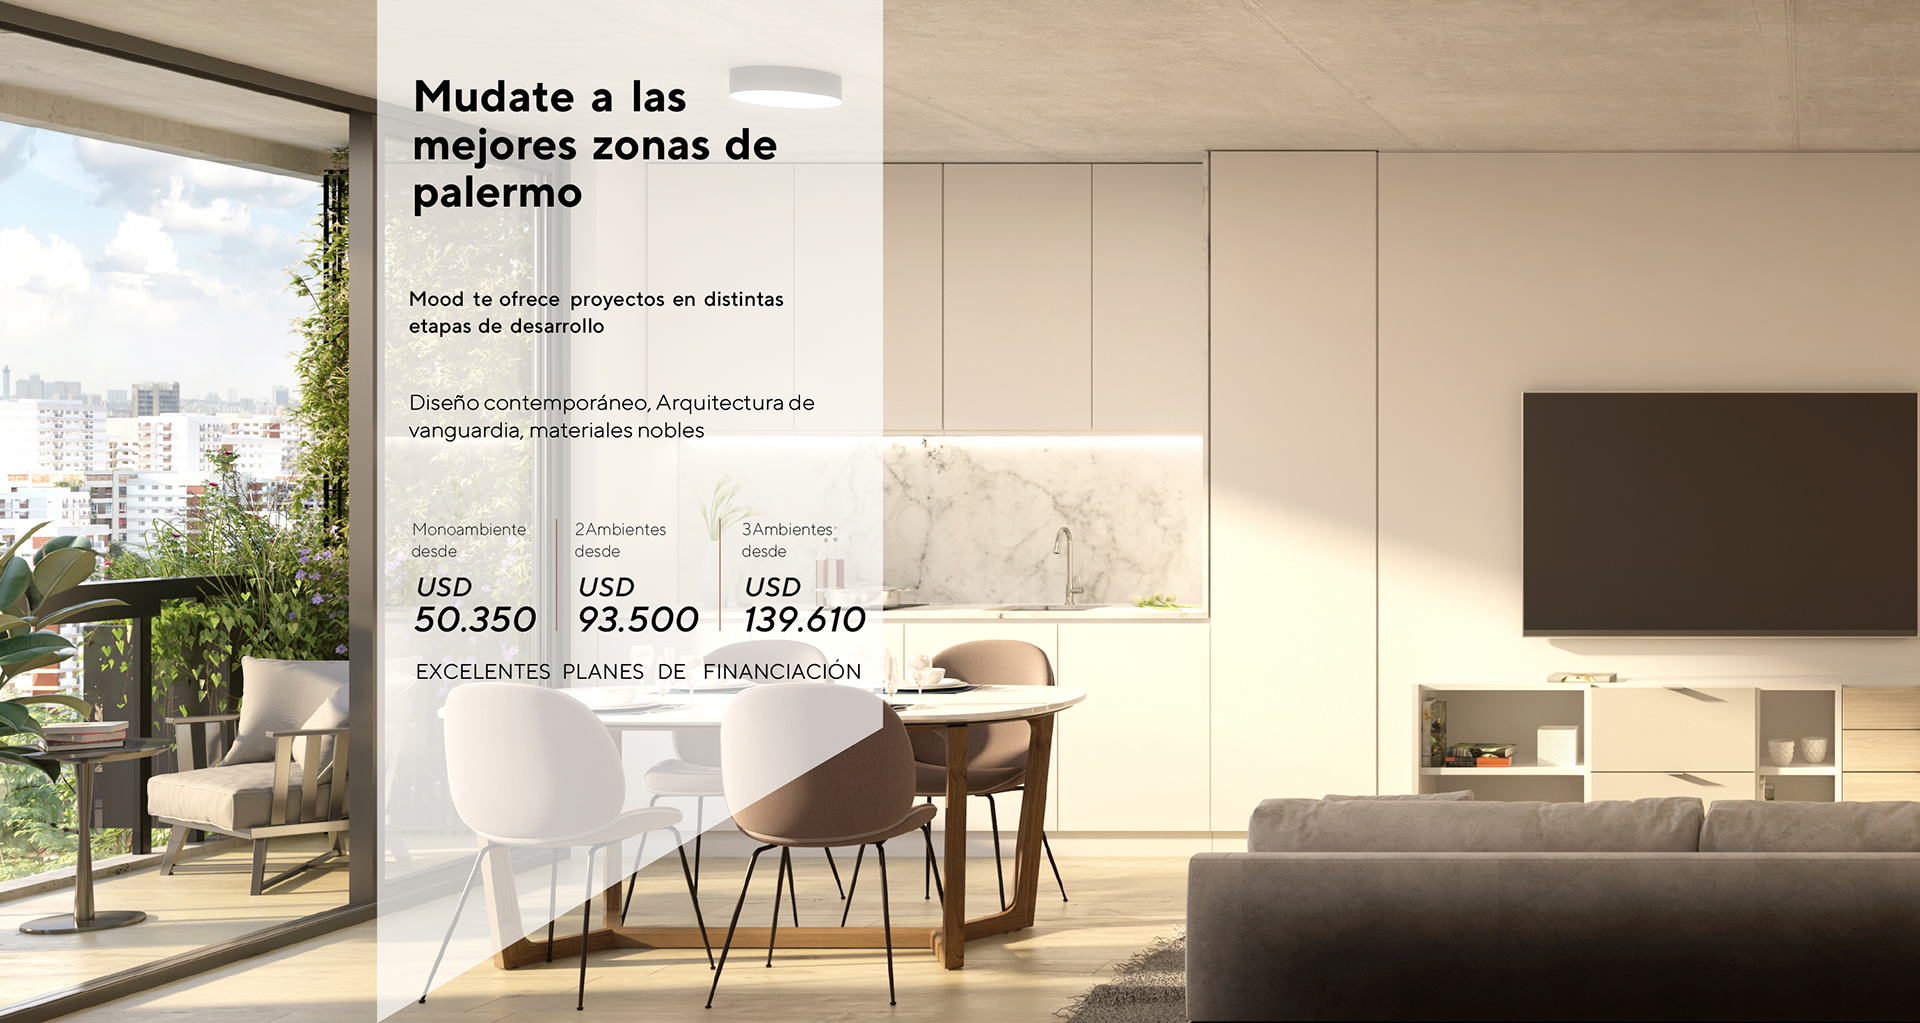 Mudate a las
mejores zonas de
palermo
Mood te ofrece proyectos en distintas
etapas de desarrollo
Diseño contemporáneo, Arquitectura de
vanguardia, materiales nobles
Monoambiente
desde
USD
50.350
2Ambientes
desde
USD
93.500
3Ambientes
desde
USD
139.610
EXCELENTES PLANES DE FINANCIACIÓN